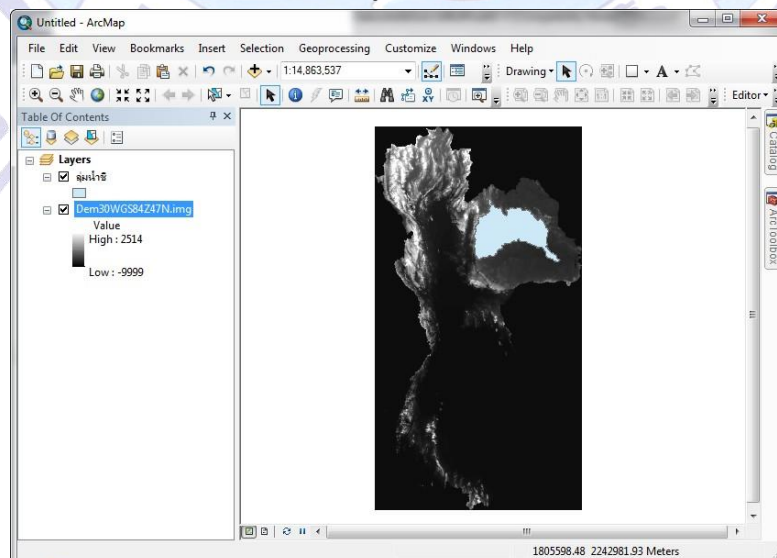 Untitled - ArcMap
File Edit View Bookmarks Insert Selection Geoprocessing Customize Windows Help
1:14,863,537 Drawing A
XY Editor
Table Of Contents
Layers
ลุ่มน้ำชี
Dem30WGS84Z47N.img
Value
High : 2514
Low : -9999
Catalog
ArcToolbox
1805598.48 2242981.93 Meters